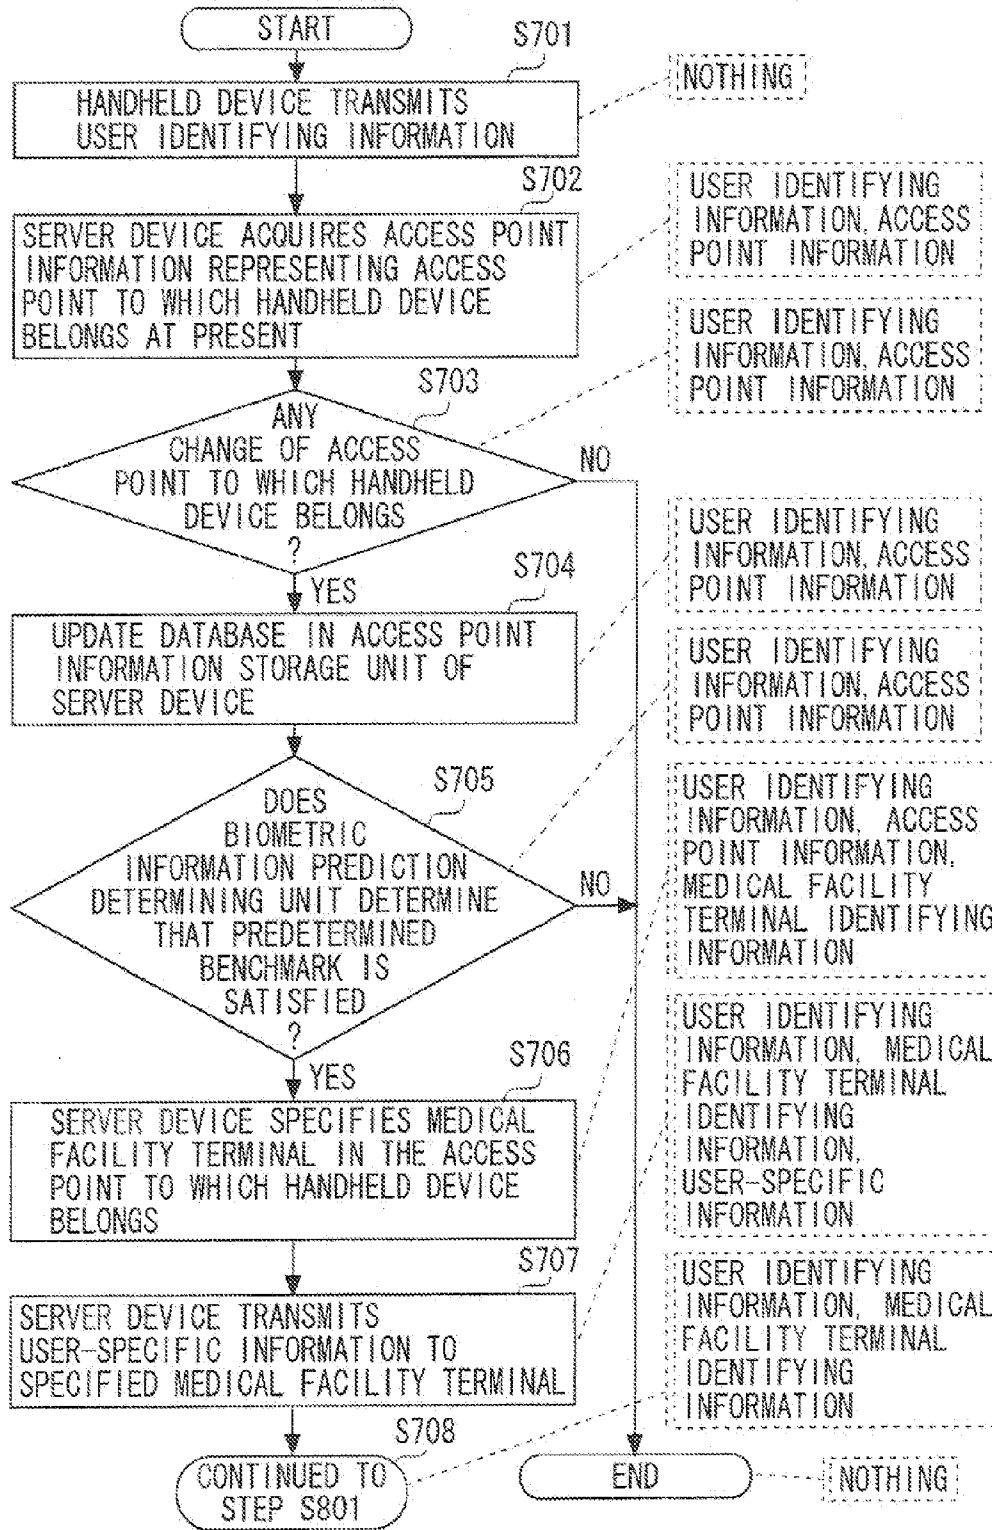 START
S701
HANDHELD DEVICE TRANSMITS
USER IDENTIFYING INFORMATION
NOTHING
S702
SERVER DEVICE ACQUIRES ACCESS POINT
INFORMATION REPRESENTING ACCESS
POINT TO WHICH HANDHELD DEVICE
BELONGS AT PRESENT
USER IDENTIFYING
INFORMATION, ACCESS
POINT INFORMATION
S703
ANY
CHANGE OF ACCESS
POINT TO WHICH HANDHELD
DEVICE BELONGS
?
NO
YES
USER IDENTIFYING
INFORMATION, ACCESS
POINT INFORMATION
S704
UPDATE DATABASE IN ACCESS POINT
INFORMATION STORAGE UNIT OF
SERVER DEVICE
USER IDENTIFYING
INFORMATION, ACCESS
POINT INFORMATION
S705
DOES
BIOMETRIC
INFORMATION PREDICTION
DETERMINING UNIT DETERMINE
THAT PREDETERMINED
BENCHMARK IS
SATISFIED
?
NO
YES
USER IDENTIFYING
INFORMATION, ACCESS
POINT INFORMATION
S706
SERVER DEVICE SPECIFIES MEDICAL
FACILITY TERMINAL IN THE ACCESS
POINT TO WHICH HANDHELD DEVICE
BELONGS
USER IDENTIFYING
INFORMATION, ACCESS
POINT INFORMATION,
MEDICAL FACILITY
TERMINAL IDENTIFYING
INFORMATION
S707
SERVER DEVICE TRANSMITS
USER-SPECIFIC INFORMATION TO
SPECIFIED MEDICAL FACILITY TERMINAL
USER IDENTIFYING
INFORMATION, MEDICAL
FACILITY TERMINAL
IDENTIFYING
INFORMATION,
USER-SPECIFIC
INFORMATION
S708
CONTINUED TO
STEP S801
USER IDENTIFYING
INFORMATION, MEDICAL
FACILITY TERMINAL
IDENTIFYING
INFORMATION
END
NOTHING